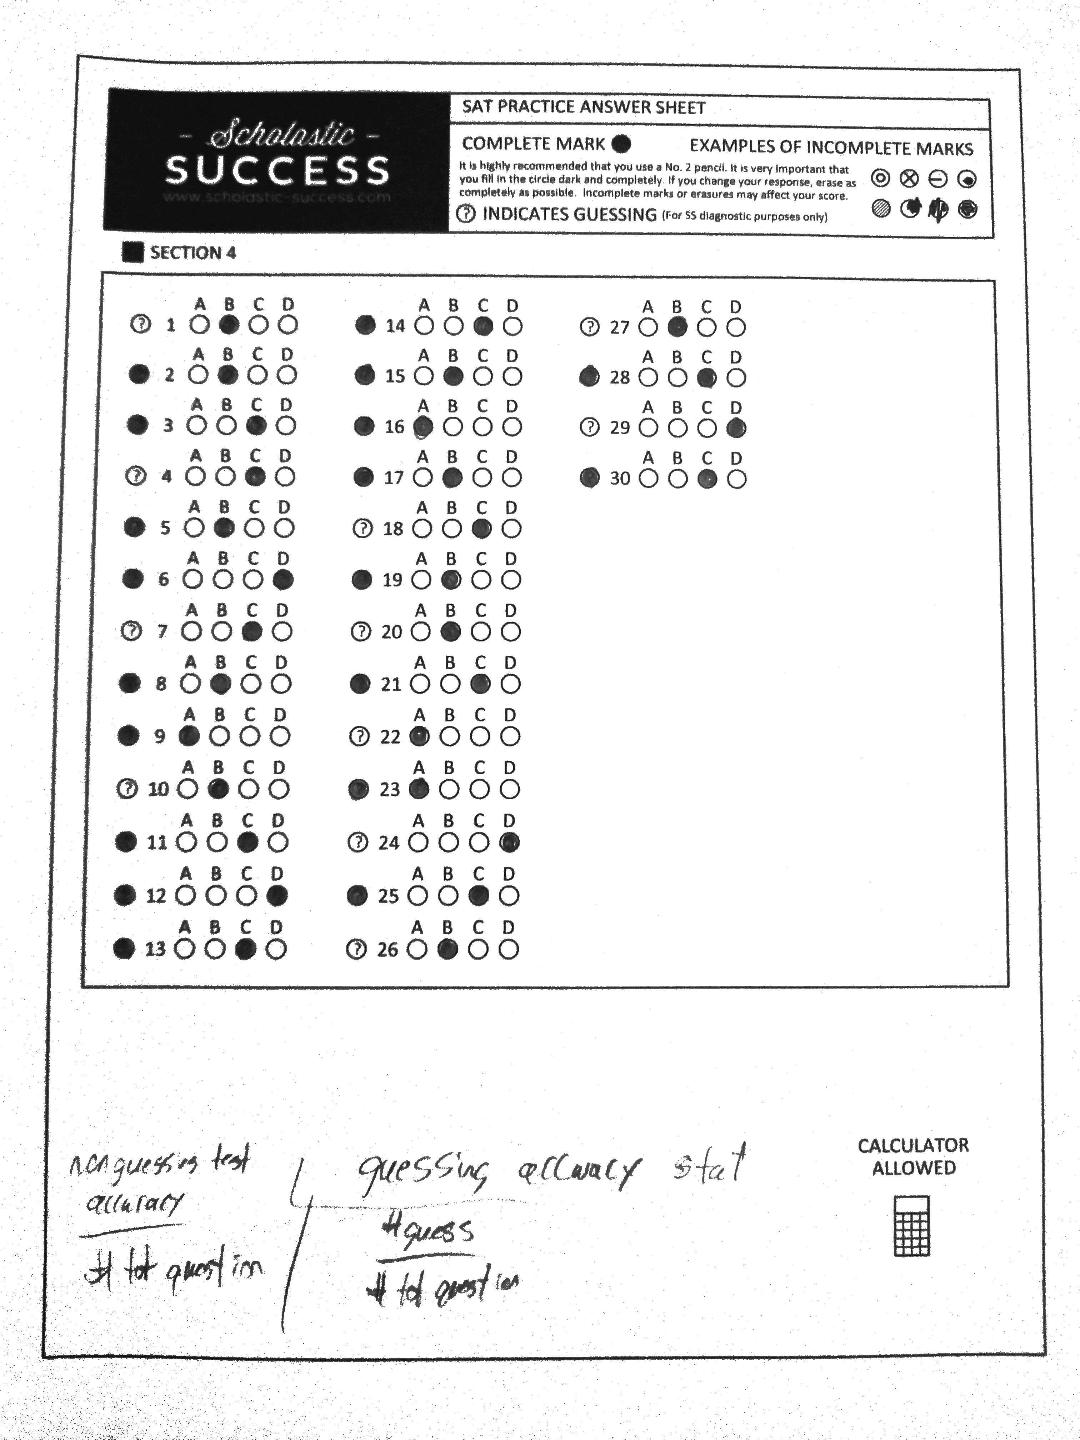 – Scholastic –
SUCCESS
www.scholastic-success.com
SAT PRACTICE ANSWER SHEET
COMPLETE MARK
EXAMPLES OF INCOMPLETE MARKS
It is highly recommended that you use a No. 2 pencil. It is very important that
you fill in the circle dark and completely. If you change your response, erase as
completely as possible. Incomplete marks or erasures may affect your score.
? INDICATES GUESSING (For SS diagnostic purposes only)
SECTION 4
A B C D
? 1
A B C D
2
A B C D
3
A B C D
? 4
A B C D
5
A B C D
6
A B C D
? 7
A B C D
8
A B C D
9
A B C D
? 10
A B C D
11
A B C D
12
A B C D
13
A B C D
14
A B C D
15
A B C D
16
A B C D
17
A B C D
? 18
A B C D
19
A B C D
? 20
A B C D
21
A B C D
? 22
A B C D
23
A B C D
? 24
A B C D
25
A B C D
? 26
A B C D
? 27
A B C D
28
A B C D
? 29
A B C D
30
non guessing test
accuracy
# tot question
guessing accuracy stat
#guess
# tot question
CALCULATOR
ALLOWED